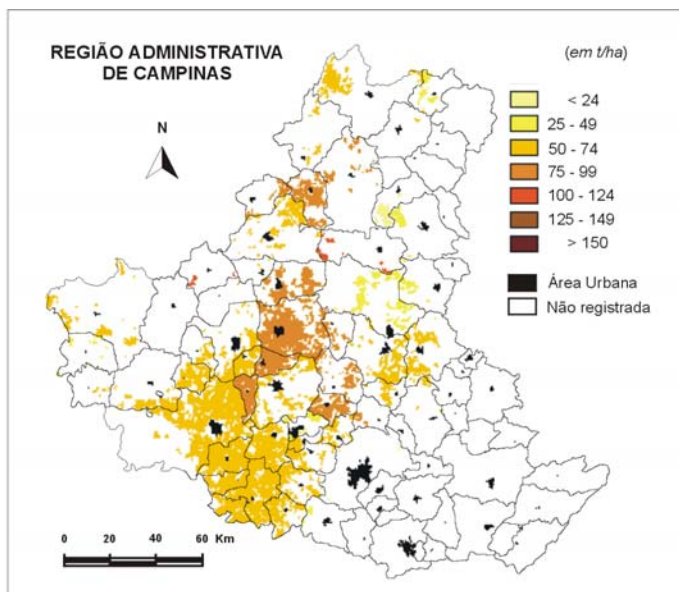 REGIÃO ADMINISTRATIVA
DE CAMPINAS
(em t/ha)
N
< 24
25 - 49
50 - 74
75 - 99
100 - 124
125 - 149
> 150
Área Urbana
Não registrada
0 20 40 60 Km